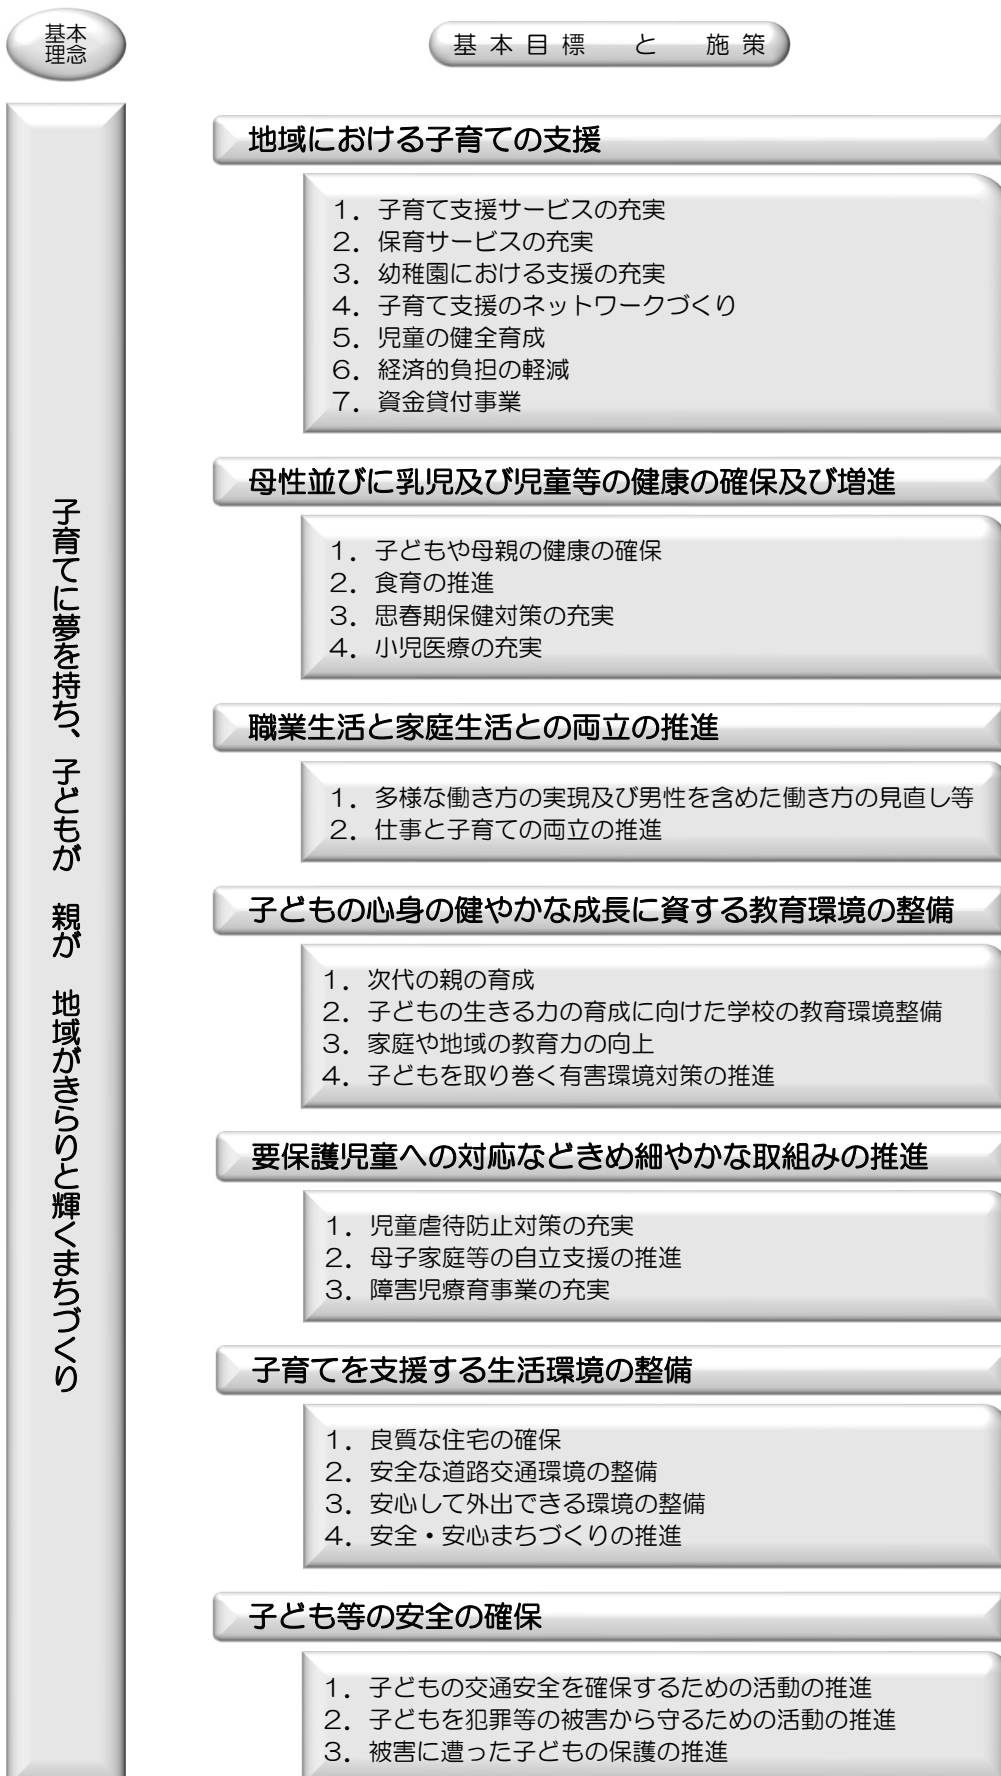 基本
理念
基本目標　と　施策
子育てに夢を持ち、子どもが　親が　地域がきらりと輝くまちづくり
地域における子育ての支援
１．子育て支援サービスの充実
２．保育サービスの充実
３．幼稚園における支援の充実
４．子育て支援のネットワークづくり
５．児童の健全育成
６．経済的負担の軽減
７．資金貸付事業
母性並びに乳児及び児童等の健康の確保及び増進
１．子どもや母親の健康の確保
２．食育の推進
３．思春期保健対策の充実
４．小児医療の充実
職業生活と家庭生活との両立の推進
１．多様な働き方の実現及び男性を含めた働き方の見直し等
２．仕事と子育ての両立の推進
子どもの心身の健やかな成長に資する教育環境の整備
１．次代の親の育成
２．子どもの生きる力の育成に向けた学校の教育環境整備
３．家庭や地域の教育力の向上
４．子どもを取り巻く有害環境対策の推進
要保護児童への対応などきめ細やかな取組みの推進
１．児童虐待防止対策の充実
２．母子家庭等の自立支援の推進
３．障害児療育事業の充実
子育てを支援する生活環境の整備
１．良質な住宅の確保
２．安全な道路交通環境の整備
３．安心して外出できる環境の整備
４．安全・安心まちづくりの推進
子ども等の安全の確保
１．子どもの交通安全を確保するための活動の推進
２．子どもを犯罪等の被害から守るための活動の推進
３．被害に遭った子どもの保護の推進